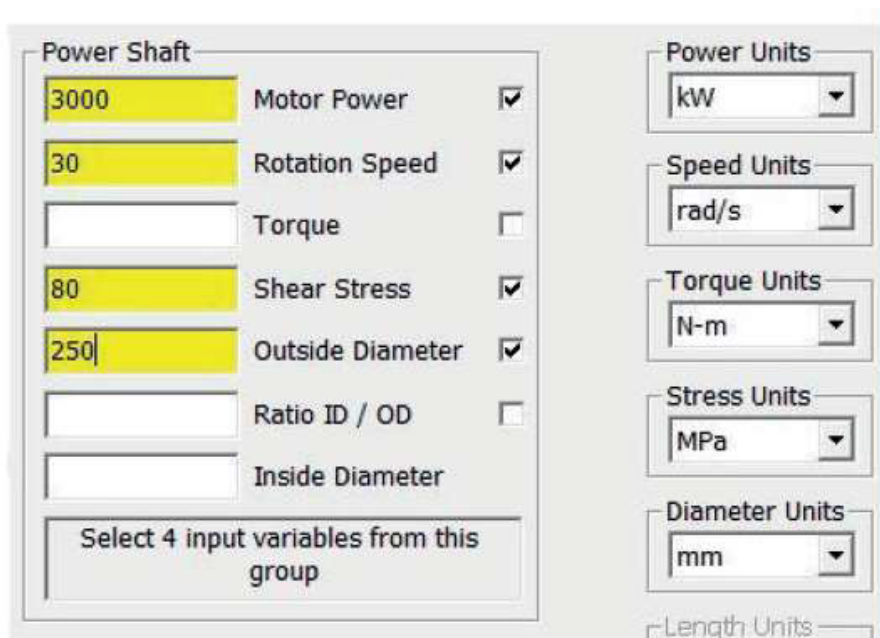 Power Shaft
3000 Motor Power
30 Rotation Speed
Torque
80 Shear Stress
250 Outside Diameter
Ratio ID / OD
Inside Diameter
Select 4 input variables from this
group
Power Units
kW
Speed Units
rad/s
Torque Units
N-m
Stress Units
MPa
Diameter Units
mm
Length Units